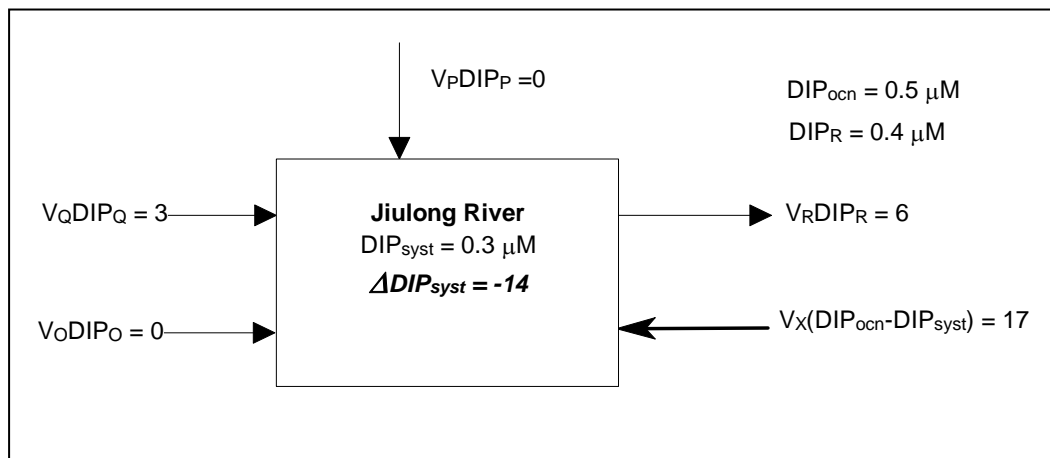 VPDIPP =0
DIPocn = 0.5 μM
DIPR = 0.4 μM
VQDIPQ = 3
Jiulong River
DIPsyst = 0.3 μM
ΔDIPsyst = -14
VRDIPR = 6
VODIPO = 0
VX(DIPocn-DIPsyst) = 17